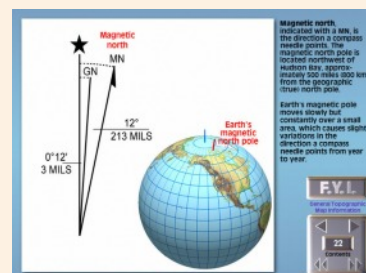 Magnetic
north
MN
GN
12°
213 MILS
0°12'
3 MILS
Earth's
magnetic
north pole
Magnetic north,
indicated with a MN, is
the direction a compass
needle points. The
magnetic north pole is
located northwest of
Hudson Bay, approx-
imately 500 miles (800 km)
from the geographic
(true) north pole.
Earth's magnetic pole
moves slowly but
constantly over a small
area, which causes slight
variations in the
direction a compass
needle points from year
to year.
F.Y.I.
General Topographic
Map Information
22
Contents